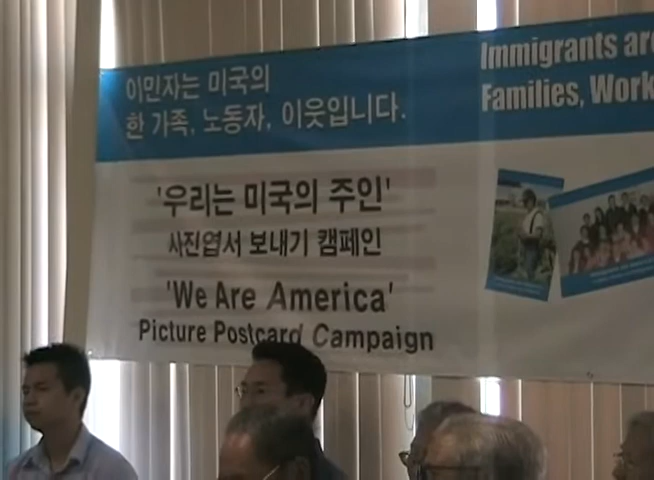 이민자는 미국의
한 가족, 노동자, 이웃입니다.
Immigrants are
Families, Work
'우리는 미국의 주인'
사진엽서 보내기 캠페인
'We Are America'
Picture Postcard Campaign